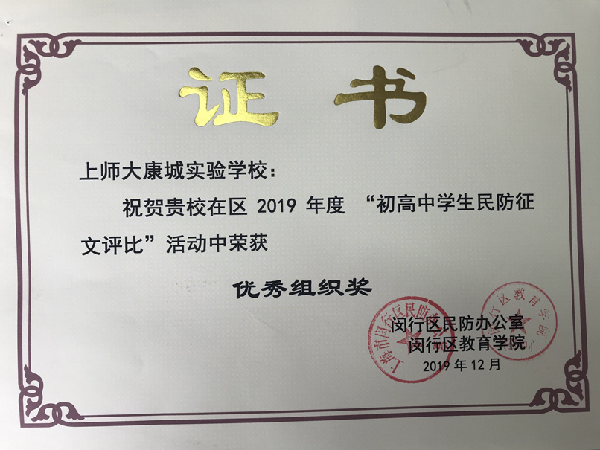 证书
上师大康城实验学校：
祝贺贵校在区 2019 年度 “初高中学生民防征
文评比”活动中荣获
优秀组织奖
闵行区民防办公室
闵行区教育学院
2019 年 12 月